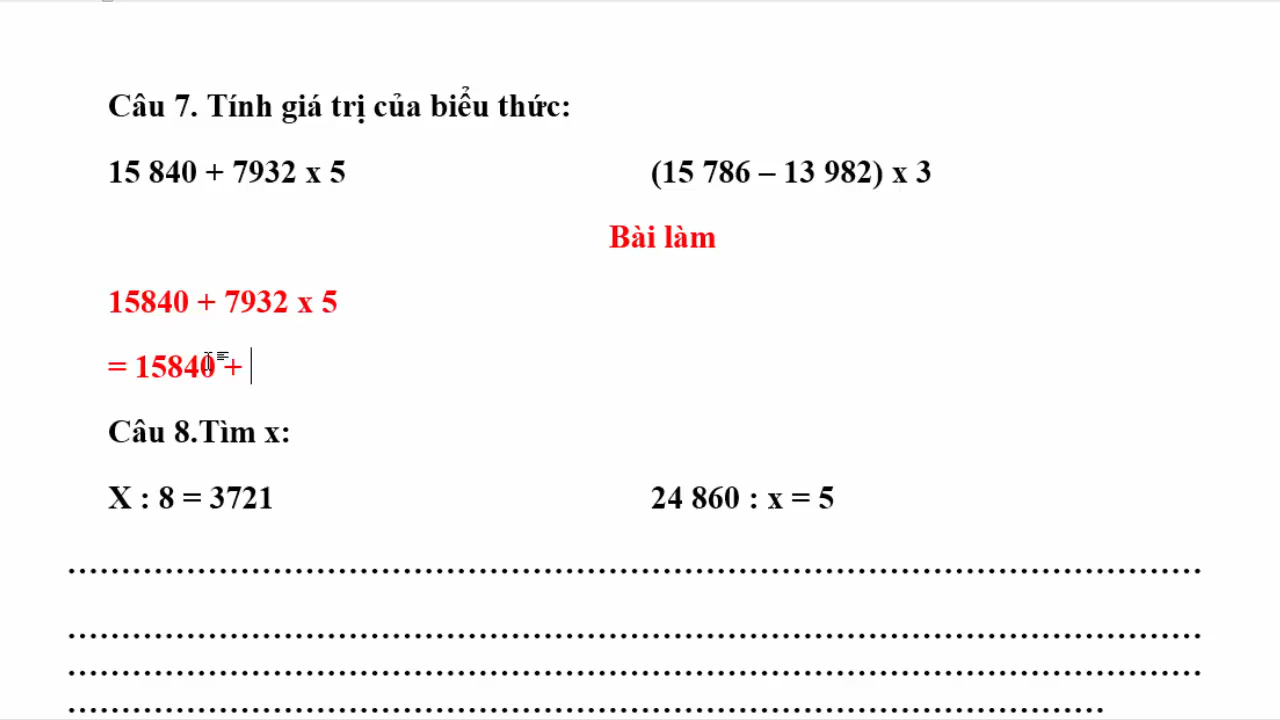 Câu 7. Tính giá trị của biểu thức:
15 840 + 7932 x 5 (15 786 – 13 982) x 3
Bài làm
15840 + 7932 x 5
= 15840 +
Câu 8.Tìm x:
X : 8 = 3721 24 860 : x = 5